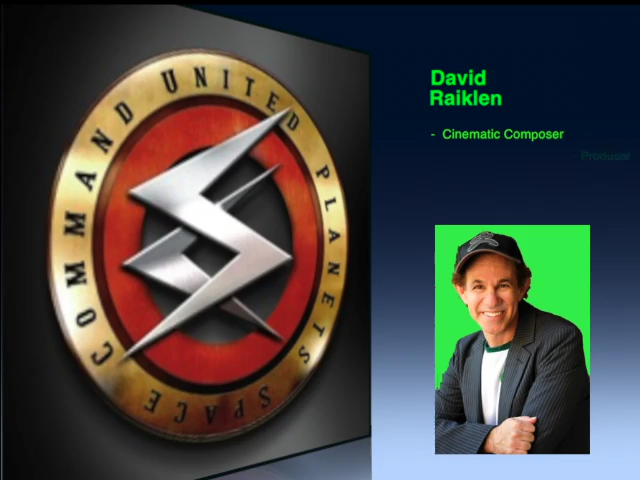 COMMAND UNITED PLANETS SPACE
David
Raiklen
- Cinematic Composer
Producer